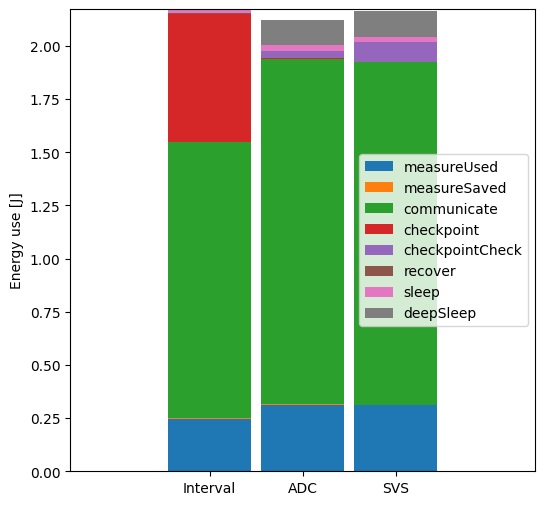 2.00
1.75
1.50
1.25
1.00
0.75
0.50
0.25
0.00
Energy use [J]
measureUsed
measureSaved
communicate
checkpoint
checkpointCheck
recover
sleep
deepSleep
Interval
ADC
SVS